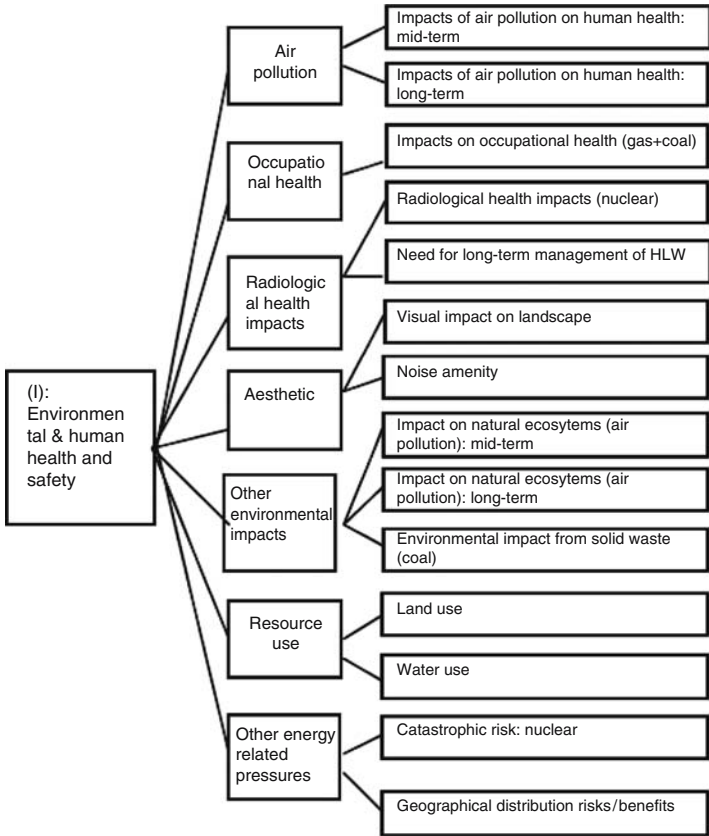 Air
pollution
Impacts of air pollution on human health:
mid-term
Impacts of air pollution on human health:
long-term
Occupatio
nal health
Impacts on occupational health (gas+coal)
Radiologic
al health
impacts
Radiological health impacts (nuclear)
Need for long-term management of HLW
(I):
Environmen
tal & human
health and
safety
Aesthetic
Visual impact on landscape
Noise amenity
Other
environmental
impacts
Impact on natural ecosytems (air
pollution): mid-term
Impact on natural ecosytems (air
pollution): long-term
Environmental impact from solid waste
(coal)
Resource
use
Land use
Water use
Other energy
related
pressures
Catastrophic risk: nuclear
Geographical distribution risks/benefits